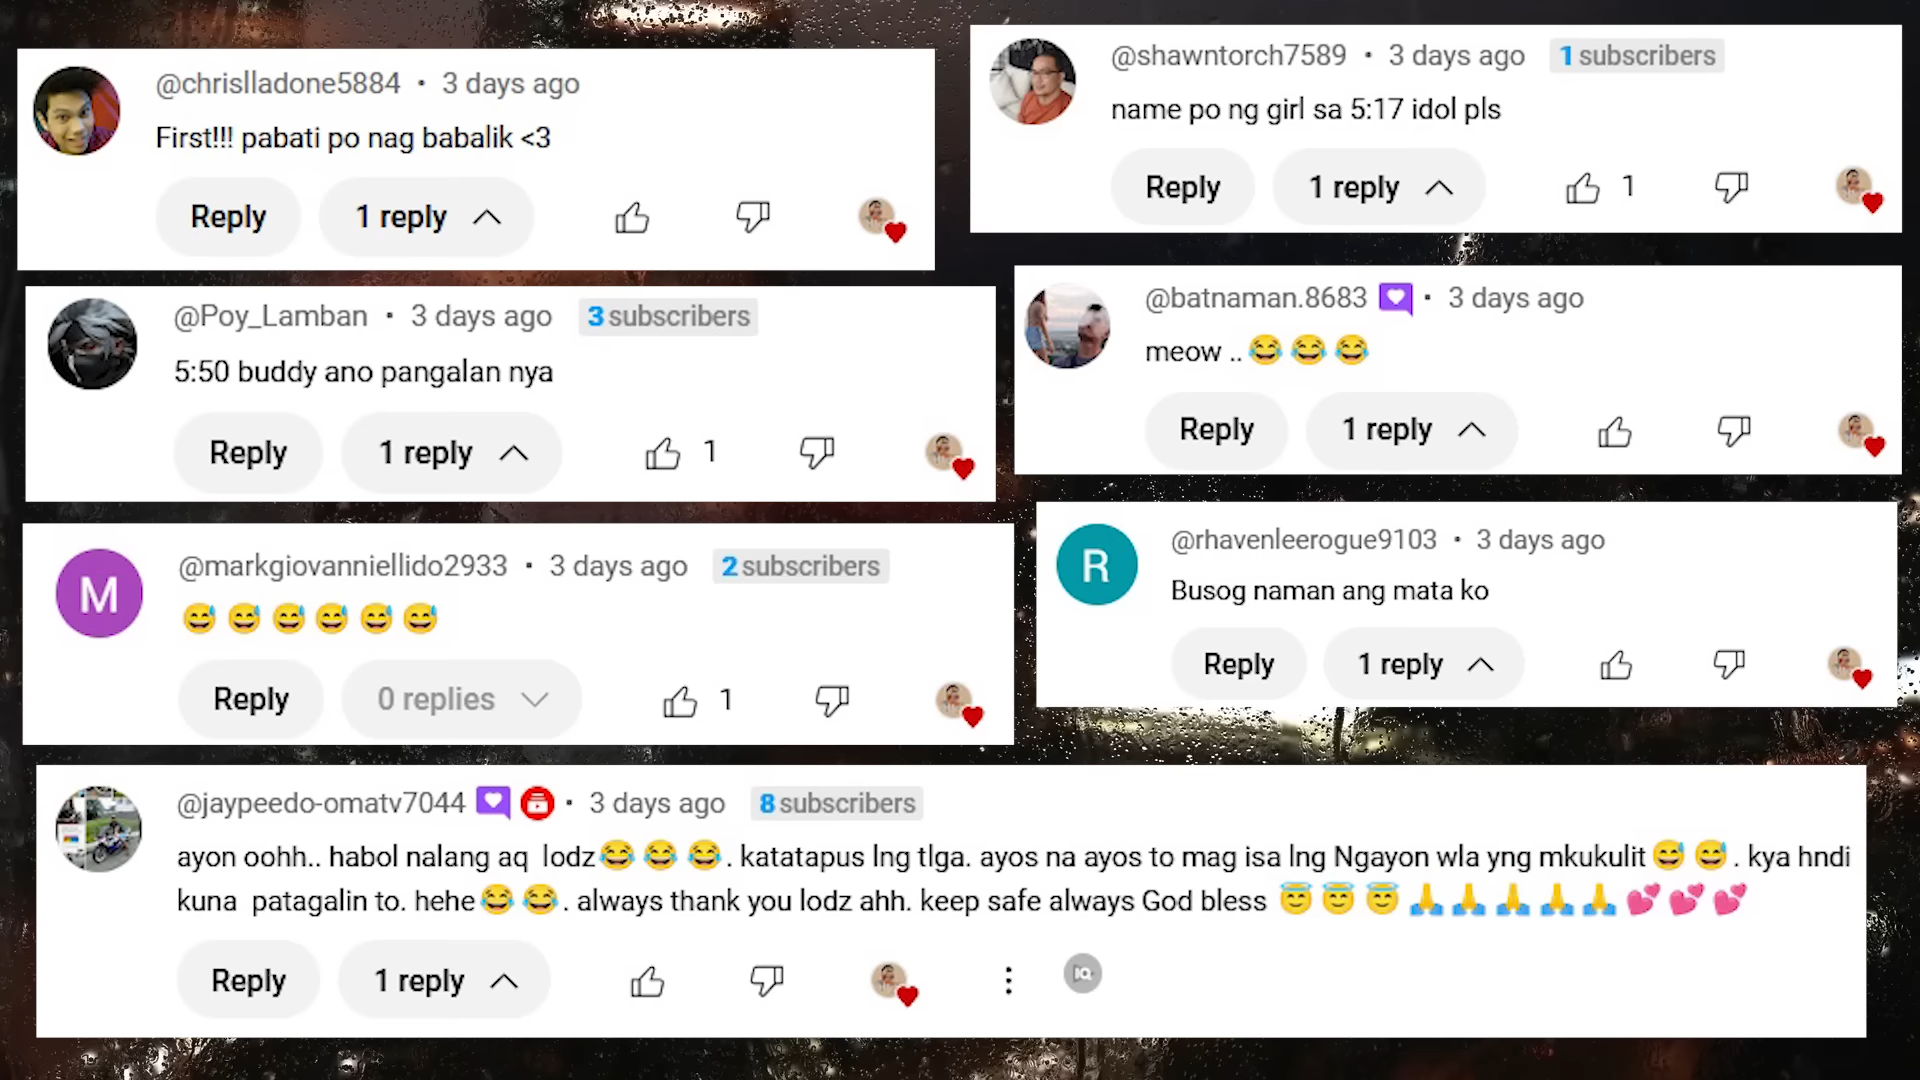 @chrislladone5884 • 3 days ago
First!!! pabati po nag babalik <3
Reply 1 reply
@Poy_Lamban • 3 days ago 3 subscribers
5:50 buddy ano pangalan nya
Reply 1 reply 1
M @markgiovanniellido2933 • 3 days ago 2 subscribers
😅😅😅😅😅😅
Reply 0 replies 1
@shawntorch7589 • 3 days ago 1 subscribers
name po ng girl sa 5:17 idol pls
Reply 1 reply 1
@batnaman.8683 • 3 days ago
meow .. 😂😂😂
Reply 1 reply
R @rhavenleerogue9103 • 3 days ago
Busog naman ang mata ko
Reply 1 reply
@jaypeedo-omatv7044 • 3 days ago 8 subscribers
ayon oohh.. habol nalang aq lodz😂😂😂. katatapus lng tlga. ayos na ayos to mag isa lng Ngayon wla yng mkukulit😅😅. kya hndi
kuna patagalin to. hehe😂😂. always thank you lodz ahh. keep safe always God bless 😇😇😇🙏🙏🙏🙏🙏💕💕💕
Reply 1 reply IQ